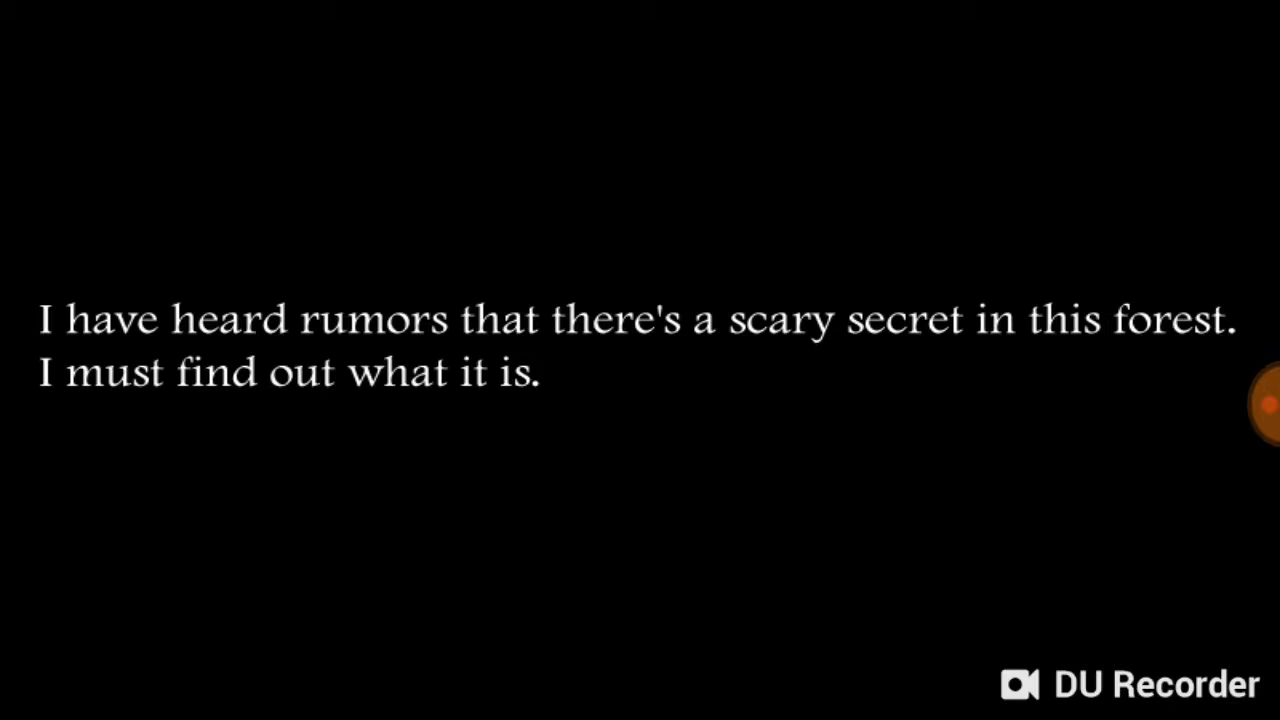 I have heard rumors that there's a scary secret in this forest.
I must find out what it is.
DU Recorder